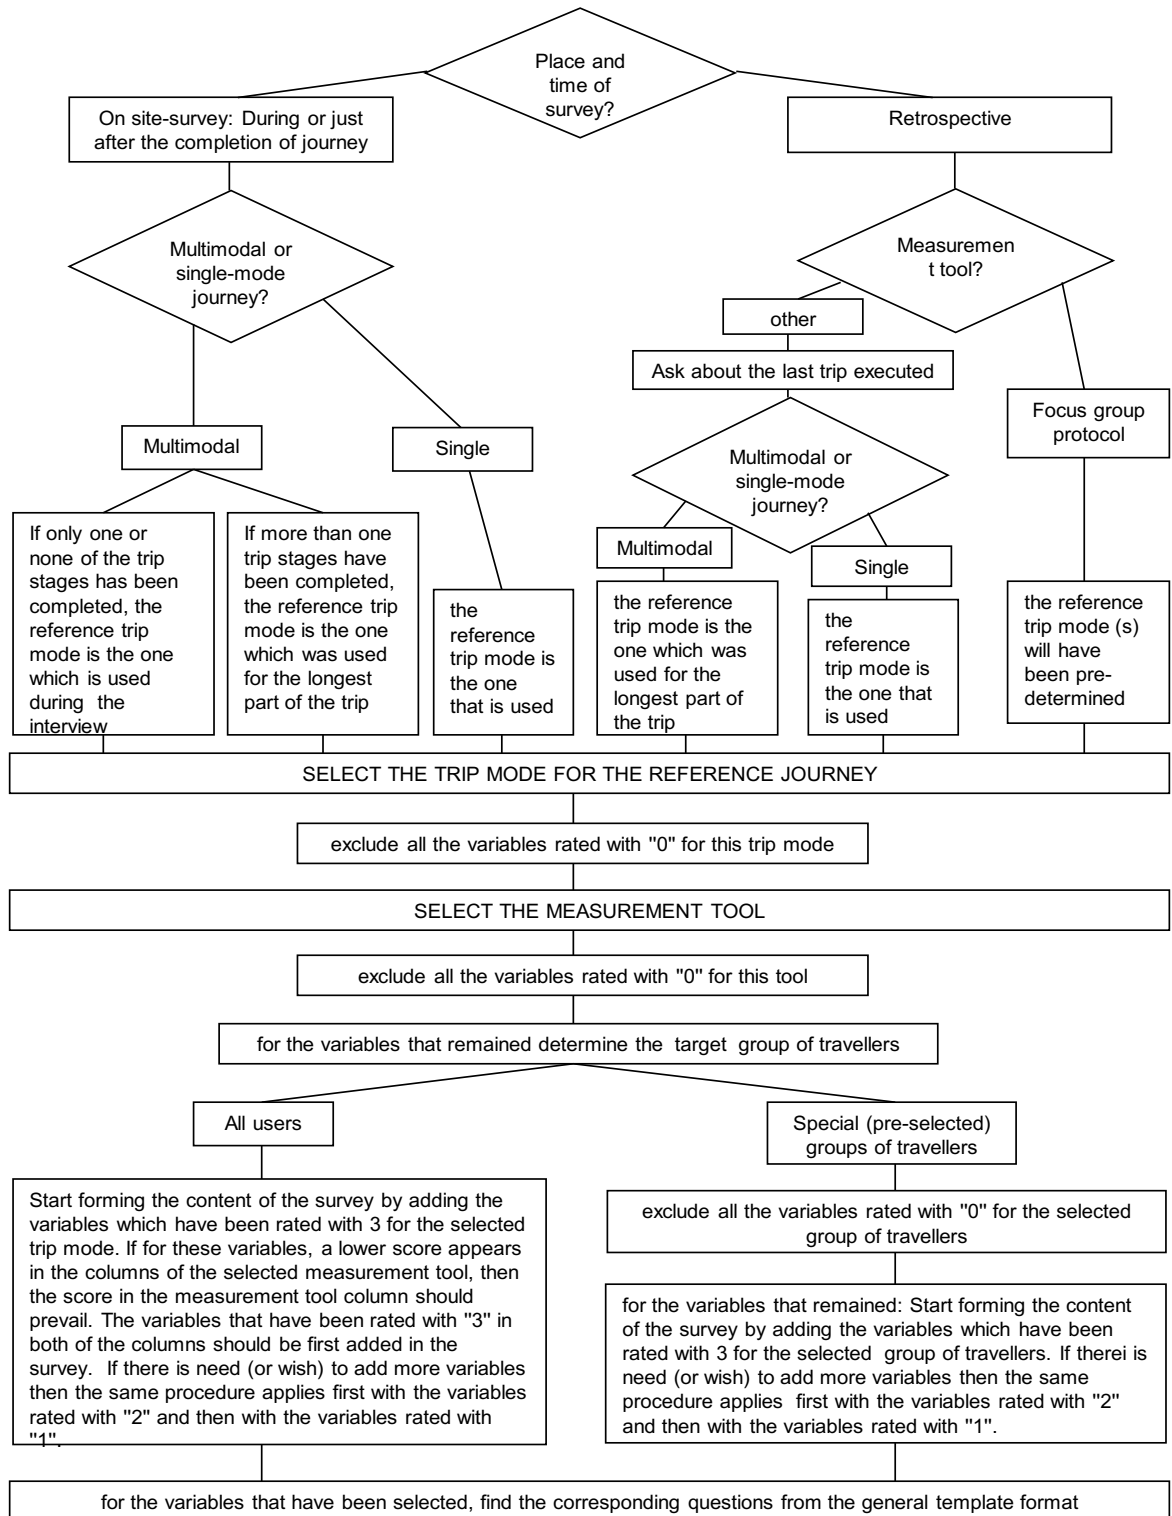 Place and
time of
survey?
On site-survey: During or just
after the completion of journey
Retrospective
Multimodal or
single-mode
journey?
Measuremen
t tool?
other
Ask about the last trip executed
Focus group
protocol
Multimodal
Single
Multimodal or
single-mode
journey?
Multimodal
Single
If only one or
none of the trip
stages has been
completed, the
reference trip
mode is the one
which is used
during the
interview
If more than one
trip stages have
been completed,
the reference trip
mode is the one
which was used
for the longest
part of the trip
the
reference
trip mode is
the one
that is used
the reference
trip mode is the
one which was
used for the
longest part of
the trip
the
reference
trip mode is
the one that
is used
the reference
trip mode (s)
will have
been pre-
determined
SELECT THE TRIP MODE FOR THE REFERENCE JOURNEY
exclude all the variables rated with "0" for this trip mode
SELECT THE MEASUREMENT TOOL
exclude all the variables rated with "0" for this tool
for the variables that remained determine the target group of travellers
All users
Special (pre-selected)
groups of travellers
Start forming the content of the survey by adding the
variables which have been rated with 3 for the selected
trip mode. If for these variables, a lower score appears
in the columns of the selected measurement tool, then
the score in the measurement tool column should
prevail. The variables that have been rated with "3" in
both of the columns should be first added in the
survey. If there is need (or wish) to add more variables
then the same procedure applies first with the variables
rated with "2" and then with the variables rated with
"1".
exclude all the variables rated with "0" for the selected
group of travellers
for the variables that remained: Start forming the content
of the survey by adding the variables which have been
rated with 3 for the selected group of travellers. If therei is
need (or wish) to add more variables then the same
procedure applies first with the variables rated with "2"
and then with the variables rated with "1".
for the variables that have been selected, find the corresponding questions from the general template format